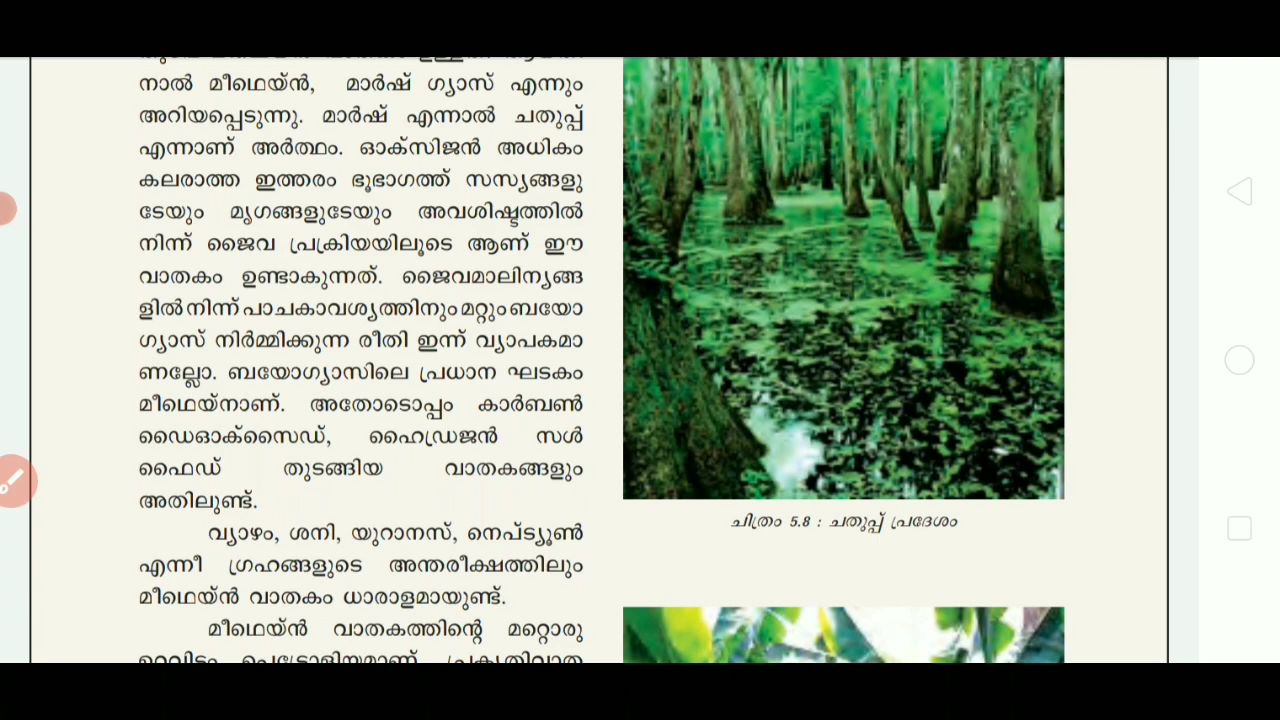 നാൽ മീഥെയ്ൻ, മാർഷ് ഗ്യാസ് എന്നും
അറിയപ്പെടുന്നു. മാർഷ് എന്നാൽ ചതുപ്പ്
എന്നാണ് അർത്ഥം. ഓക്സിജൻ അധികം
കലരാത്ത ഇത്തരം ഭൂഭാഗത്ത് സസ്യങ്ങളു
ടേയും മൃഗങ്ങളുടേയും അവശിഷ്ടത്തിൽ
നിന്ന് ജൈവ പ്രക്രിയയിലൂടെ ആണ് ഈ
വാതകം ഉണ്ടാകുന്നത്. ജൈവമാലിന്യങ്ങ
ളിൽ നിന്ന് പാചകാവശ്യത്തിനും മറ്റും ബയോ
ഗ്യാസ് നിർമ്മിക്കുന്ന രീതി ഇന്ന് വ്യാപകമാ
ണല്ലോ. ബയോഗ്യാസിലെ പ്രധാന ഘടകം
മീഥെയ്നാണ്. അതോടൊപ്പം കാർബൺ
ഡൈഓക്സൈഡ്, ഹൈഡ്രജൻ സൾ
ഫൈഡ് തുടങ്ങിയ വാതകങ്ങളും
അതിലുണ്ട്.
വ്യാഴം, ശനി, യുറാനസ്, നെപ്ട്യൂൺ
എന്നീ ഗ്രഹങ്ങളുടെ അന്തരീക്ഷത്തിലും
മീഥെയ്ൻ വാതകം ധാരാളമായുണ്ട്.
മീഥെയ്ൻ വാതകത്തിന്റെ മറ്റൊരു
ചിത്രം 5.8 : ചതുപ്പ് പ്രദേശം